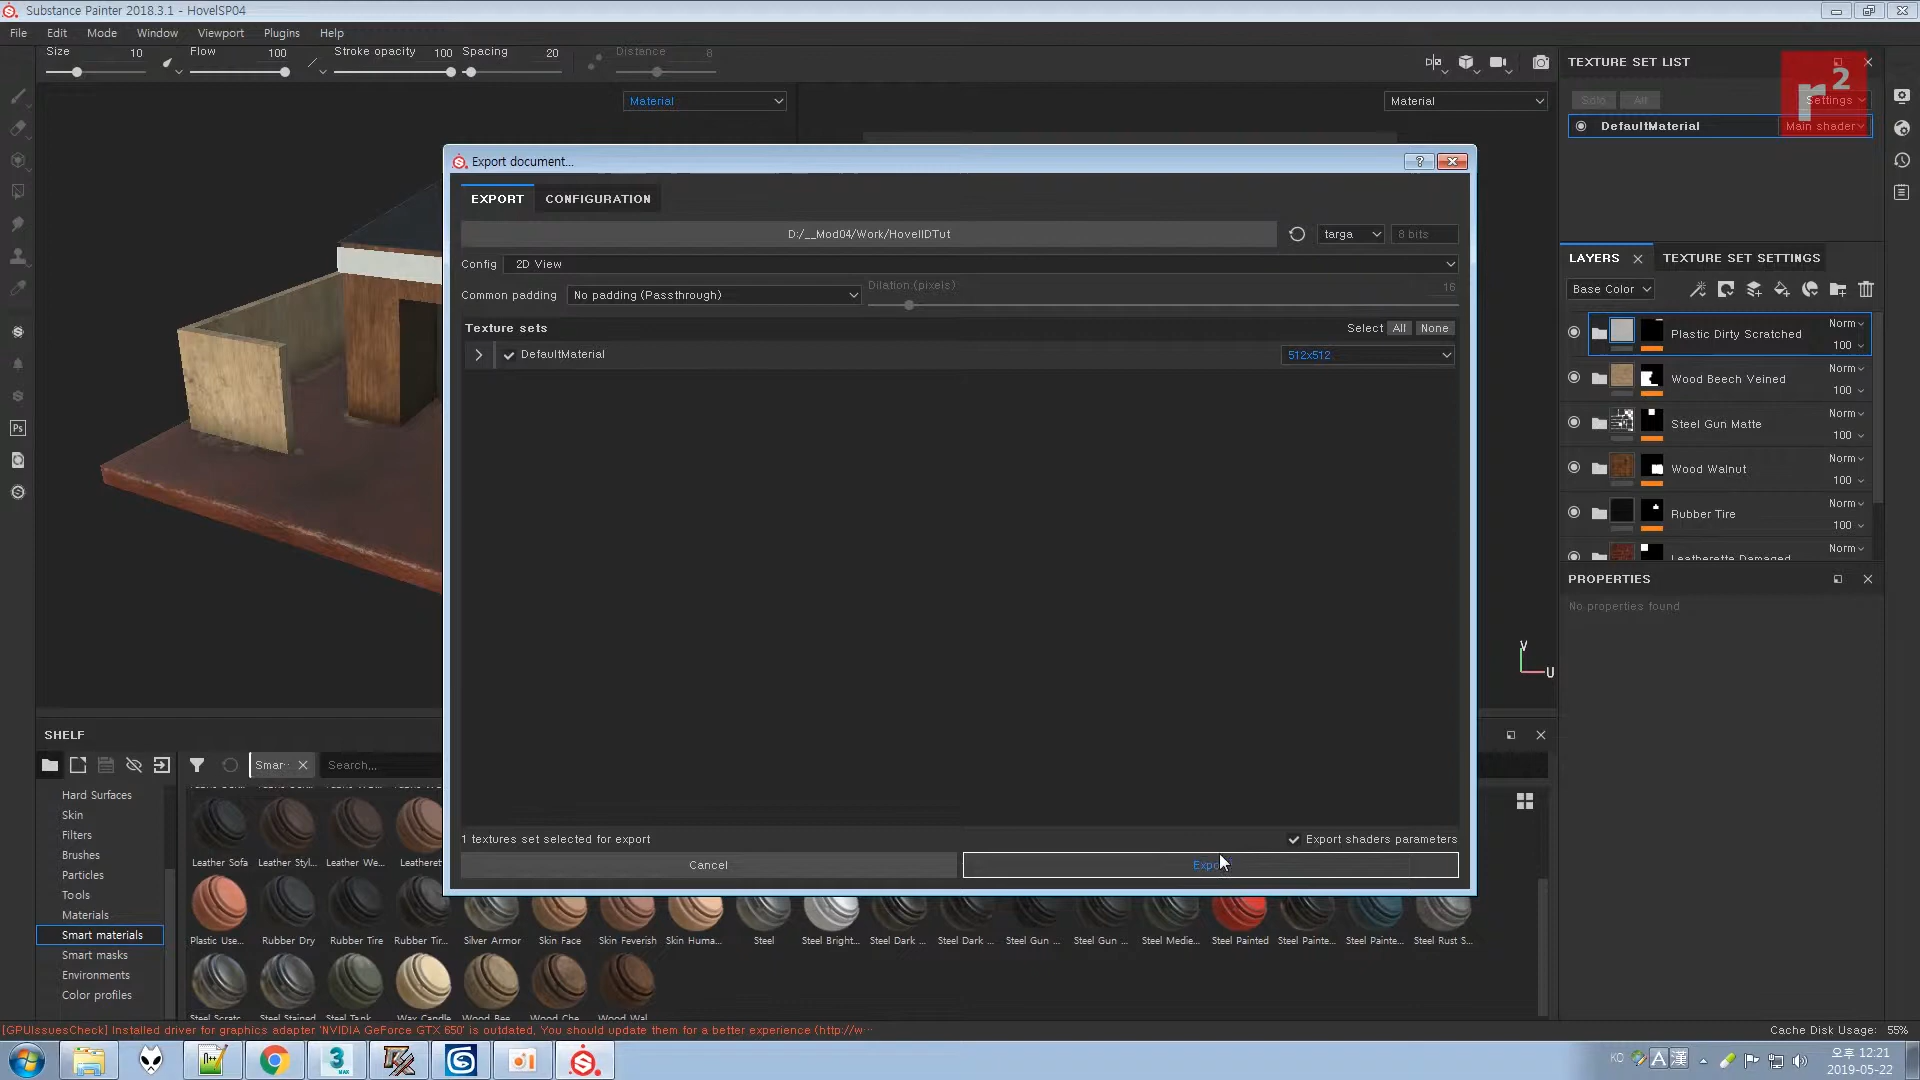 Substance Painter 2018.3.1 - HovelSP04
File Edit Mode Window Viewport Plugins Help
Size 10 Flow 100 Stroke opacity 100 Spacing 20 Distance 8
Material
Material
TEXTURE SET LIST
r2
Solo All Settings
DefaultMaterial Main shader
Export document...
EXPORT CONFIGURATION
D:/__Mod04/Work/HovelIDTut targa 8 bits
Config 2D View
Common padding No padding (Passthrough) Dilation (pixels) 16
Texture sets Select All None
DefaultMaterial 512x512
1 textures set selected for export Export shaders parameters
Cancel
LAYERS TEXTURE SET SETTINGS
Base Color
Plastic Dirty Scratched Norm 100
Wood Beech Veined Norm 100
Steel Gun Matte Norm 100
Wood Walnut Norm 100
Rubber Tire Norm 100
Leatherette Damaged Norm
PROPERTIES
No properties found
V
U
Ps
SHELF
Smar... Search...
Hard Surfaces
Skin
Filters
Brushes
Particles
Tools
Materials
Smart materials
Smart masks
Environments
Color profiles
Leather Sofa Leather Styl... Leather We... Leatheret
Plastic Use... Rubber Dry Rubber Tire Rubber Tir... Silver Armor Skin Face Skin Feverish Skin Huma... Steel Steel Bright... Steel Dark ... Steel Dark ... Steel Gun ... Steel Gun ... Steel Medie... Steel Painted Steel Painte... Steel Painte... Steel Rust S...
Steel Scratc Steel Stained Steel Tank Wax Candle Wood Bee Wood Che Wood Wal
[GPUIssuesCheck] Installed driver for graphics adapter 'NVIDIA GeForce GTX 650' is outdated, You should update them for a better experience (http://w...
Cache Disk Usage: 55%
KO A 漢
오후 12:21
2019-05-22